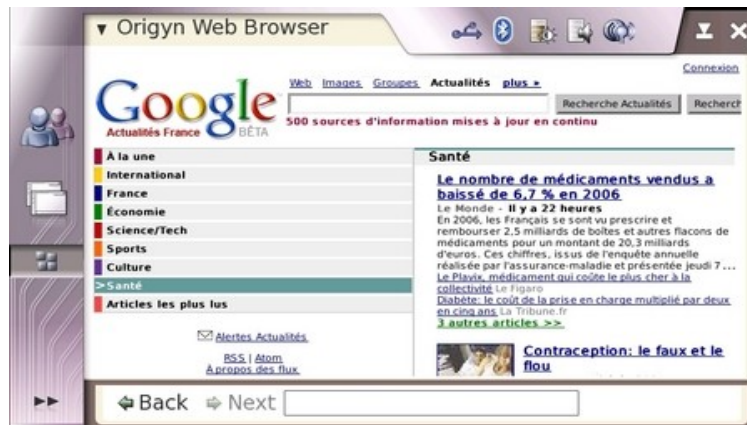 Origyn Web Browser
Connexion
Web Images Groupes Actualités plus »
Google
Actualités France BÊTA
Recherche Actualités Recherch
500 sources d'information mises à jour en continu
À la une
International
France
Économie
Science/Tech
Sports
Culture
>Santé
Articles les plus lus
Alertes Actualités
RSS | Atom
A propos des flux
Santé
Le nombre de médicaments vendus a
baissé de 6,7 % en 2006
Le Monde - Il y a 22 heures
En 2006, les Français se sont vu prescrire et
rembourser 2,5 milliards de boîtes et autres flacons de
médicaments pour un montant de 20,3 milliards
d'euros. Ces chiffres, issus de l'enquête annuelle
réalisée par l'assurance-maladie et présentée jeudi 7 ...
Le Plavix, médicament qui coûte le plus cher à la
collectivité Le Figaro
Diabète: le coût de la prise en charge multiplié par deux
en cinq ans La Tribune.fr
3 autres articles >>
Contraception: le faux et le
flou
Back Next